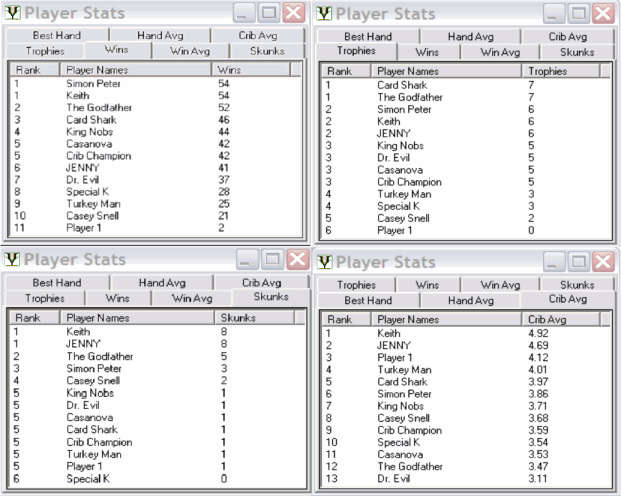 Player Stats
Best Hand Hand Avg Crib Avg
Trophies Wins Win Avg Skunks
Rank Player Names Wins
1 Simon Peter 54
1 Keith 54
2 The Godfather 52
3 Card Shark 46
4 King Nobs 44
5 Casanova 42
5 Crib Champion 42
6 JENNY 41
7 Dr. Evil 37
8 Special K 28
9 Turkey Man 25
10 Casey Snell 21
11 Player 1 2
Player Stats
Best Hand Hand Avg Crib Avg
Trophies Wins Win Avg Skunks
Rank Player Names Trophies
1 Card Shark 7
1 The Godfather 7
2 Simon Peter 6
2 Keith 6
2 JENNY 6
3 King Nobs 5
3 Dr. Evil 5
3 Casanova 5
3 Crib Champion 5
4 Turkey Man 3
4 Special K 3
5 Casey Snell 2
6 Player 1 0
Player Stats
Best Hand Hand Avg Crib Avg
Trophies Wins Win Avg Skunks
Rank Player Names Skunks
1 Keith 8
1 JENNY 8
2 The Godfather 5
3 Simon Peter 3
4 Casey Snell 2
5 King Nobs 1
5 Dr. Evil 1
5 Casanova 1
5 Card Shark 1
5 Crib Champion 1
5 Turkey Man 1
5 Player 1 1
6 Special K 0
Player Stats
Trophies Wins Win Avg Skunks
Best Hand Hand Avg Crib Avg
Rank Player Names Crib Avg
1 Keith 4.92
2 JENNY 4.69
3 Player 1 4.12
4 Turkey Man 4.01
5 Card Shark 3.97
6 Simon Peter 3.86
7 King Nobs 3.71
8 Casey Snell 3.68
9 Crib Champion 3.59
10 Special K 3.54
11 Casanova 3.53
12 The Godfather 3.47
13 Dr. Evil 3.11